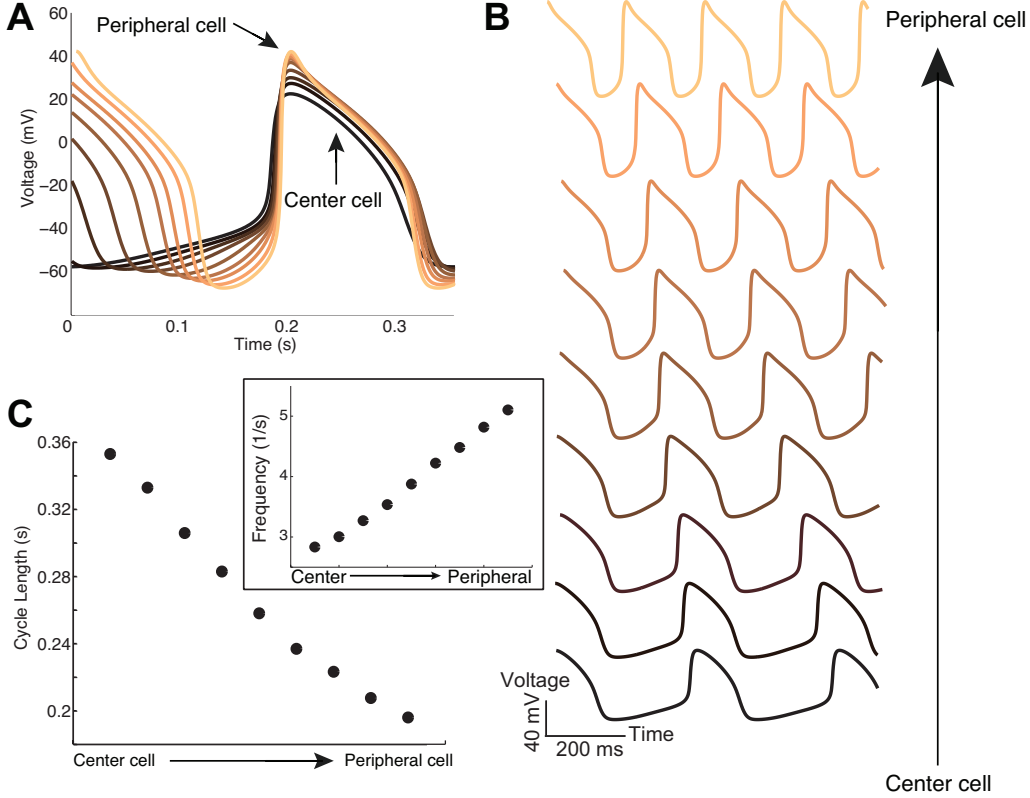 A
Peripheral cell
Center cell
Voltage (mV)
60
40
20
0
−20
−40
−60
0
0.1
0.2
0.3
Time (s)
B
Peripheral cell
Center cell
Voltage
40 mV
200 ms
Time
C
Cycle Length (s)
0.36
0.32
0.28
0.24
0.2
Center cell
Peripheral cell
Frequency (1/s)
5
4
3
Center
Peripheral